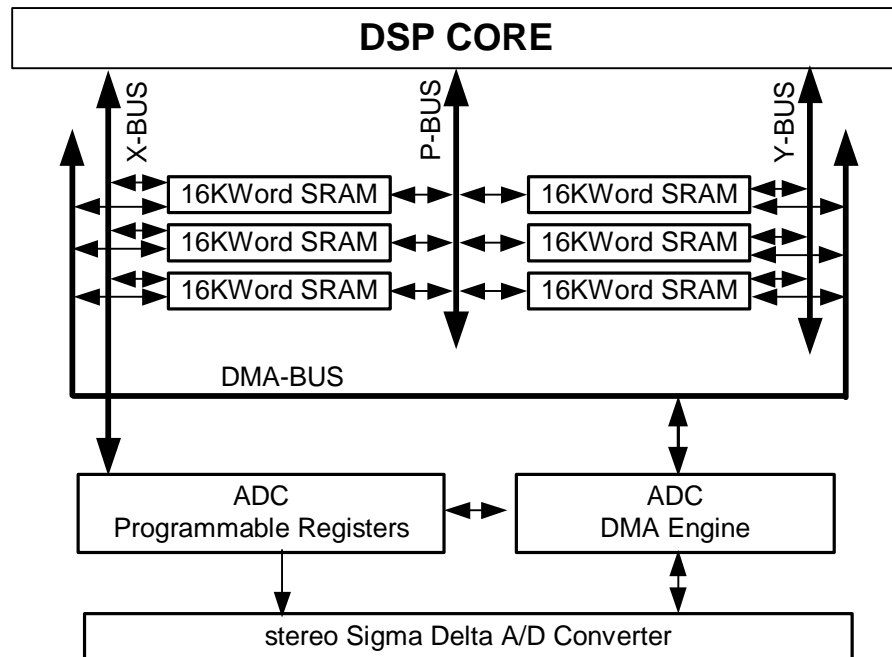 DSP CORE
X-BUS
P-BUS
Y-BUS
16KWord SRAM
16KWord SRAM
16KWord SRAM
16KWord SRAM
16KWord SRAM
16KWord SRAM
DMA-BUS
ADC
Programmable Registers
ADC
DMA Engine
stereo Sigma Delta A/D Converter